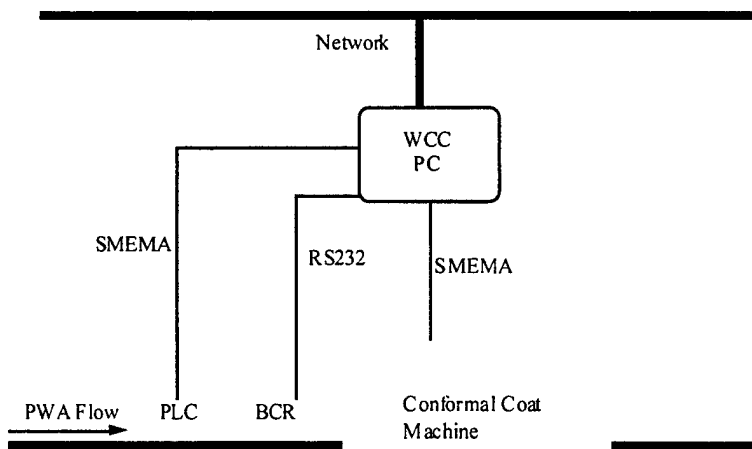 Network
WCC
PC
SMEMA
RS232
SMEMA
PWA Flow
PLC
BCR
Conformal Coat
Machine